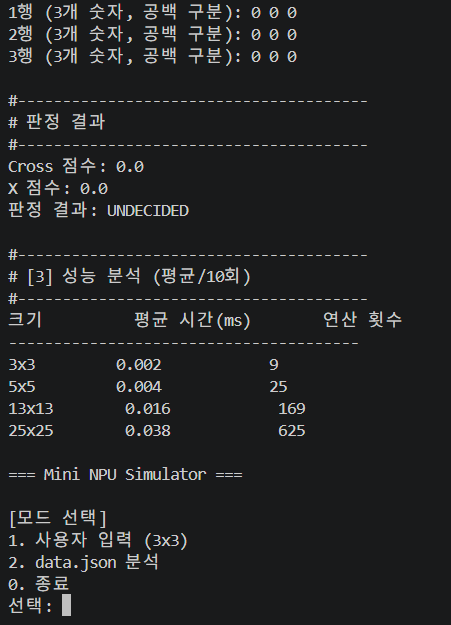 1행 (3개 숫자, 공백 구분): 0 0 0
2행 (3개 숫자, 공백 구분): 0 0 0
3행 (3개 숫자, 공백 구분): 0 0 0
#---------------------------------------
# 판정 결과
#---------------------------------------
Cross 점수: 0.0
X 점수: 0.0
판정 결과: UNDECIDED
#---------------------------------------
# [3] 성능 분석 (평균/10회)
#---------------------------------------
크기 평균 시간(ms) 연산 횟수
---------------------------------------
3x3 0.002 9
5x5 0.004 25
13x13 0.016 169
25x25 0.038 625
=== Mini NPU Simulator ===
[모드 선택]
1. 사용자 입력 (3x3)
2. data.json 분석
0. 종료
선택: